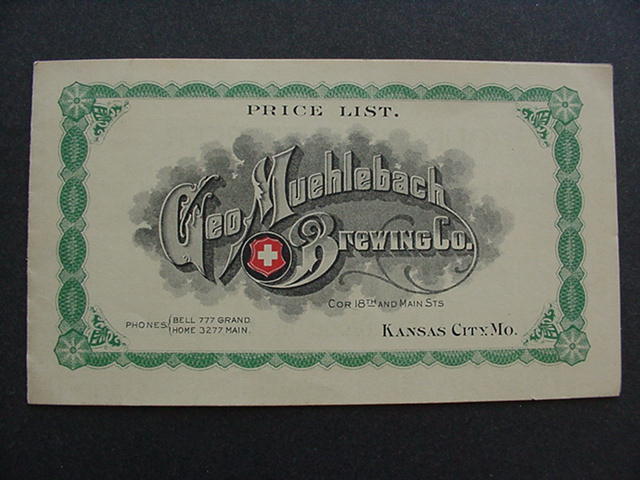 PRICE LIST.
Geo Muehlebach
Brewing Co.
COR 18TH AND MAIN STS
PHONES. BELL 777 GRAND.
HOME 3277 MAIN.
KANSAS CITY. MO.